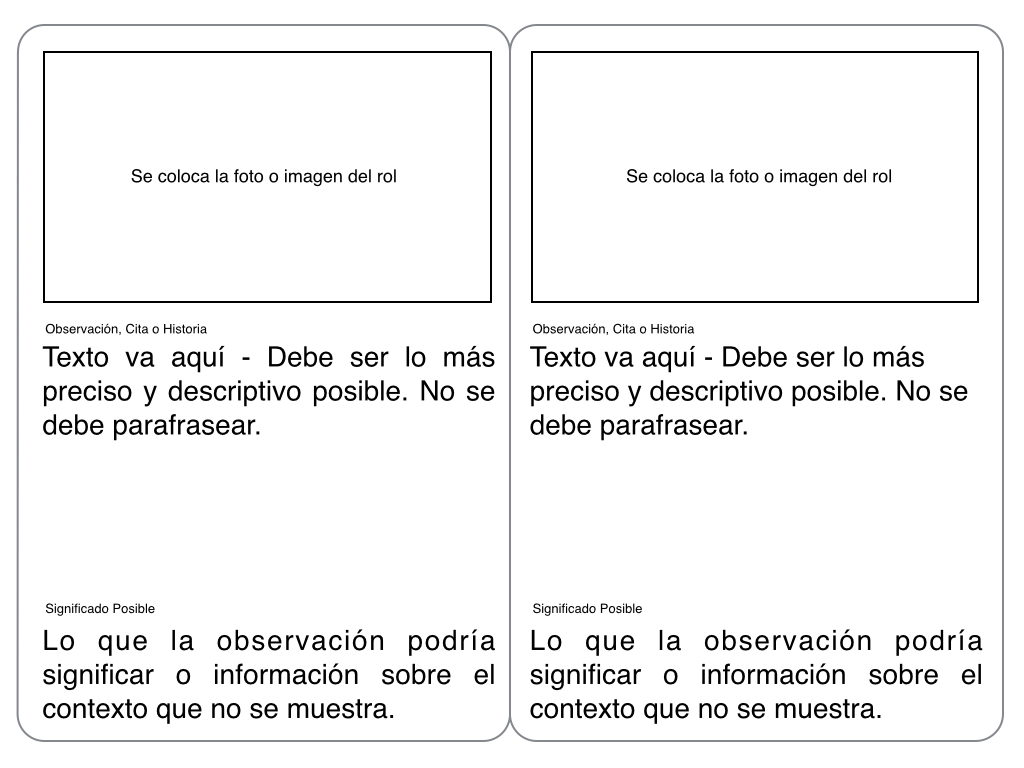 Se coloca la foto o imagen del rol
Observación, Cita o Historia
Texto va aquí - Debe ser lo más
preciso y descriptivo posible. No se
debe parafrasear.
Significado Posible
Lo que la observación podría
significar o información sobre el
contexto que no se muestra.
Se coloca la foto o imagen del rol
Observación, Cita o Historia
Texto va aquí - Debe ser lo más
preciso y descriptivo posible. No se
debe parafrasear.
Significado Posible
Lo que la observación podría
significar o información sobre el
contexto que no se muestra.